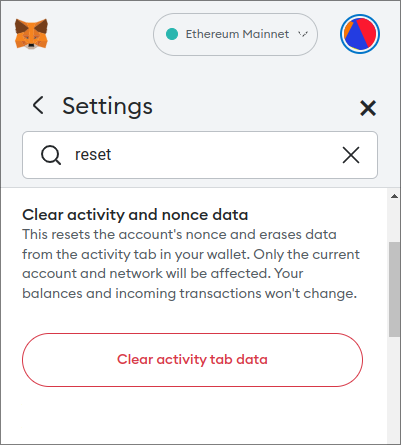 Ethereum Mainnet
Settings
reset
Clear activity and nonce data
This resets the account's nonce and erases data
from the activity tab in your wallet. Only the current
account and network will be affected. Your
balances and incoming transactions won't change.
Clear activity tab data